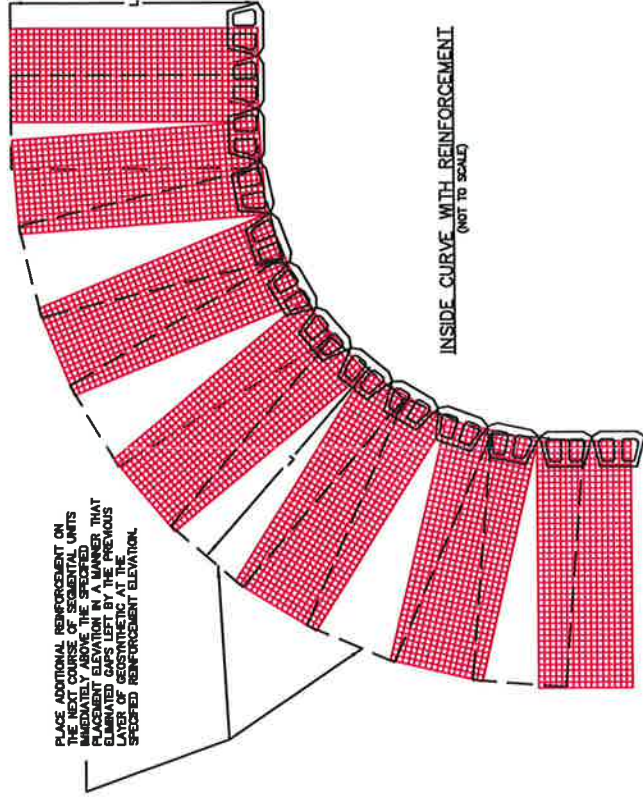 PLACE ADDITIONAL REINFORCEMENT ON
THE NEXT COURSE OF SEGMENTAL UNITS
IMMEDIATELY ABOVE THE SPECIFIED
PLACEMENT ELEVATION IN A MANNER THAT
ELIMINATED GAPS LEFT BY THE PREVIOUS
LAYER OF GEOSYNTHETIC AT THE
SPECIFIED REINFORCEMENT ELEVATION.
L
L
INSIDE CURVE WITH REINFORCEMENT
(NOT TO SCALE)